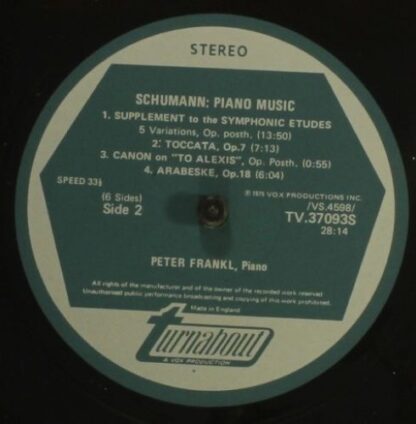 STEREO
SCHUMANN: PIANO MUSIC
1. SUPPLEMENT to the SYMPHONIC ETUDES
5 Variations, Op. posth. (13:50)
2. TOCCATA, Op.7 (7:13)
3. CANON on "TO ALEXIS", Op. Posth. (0:55)
4. ARABESKE, Op.18 (6:04)
SPEED 33⅓
℗ 1975 VOX PRODUCTIONS INC.
(6 Sides)
/VS.4598/
Side 2
TV.37093S
28:14
PETER FRANKL, Piano
All rights of the manufacturer and of the owner of the recorded work reserved
Unauthorised public performance broadcasting and copying of this work prohibited.
Made in England
turnabout
A VOX PRODUCTION